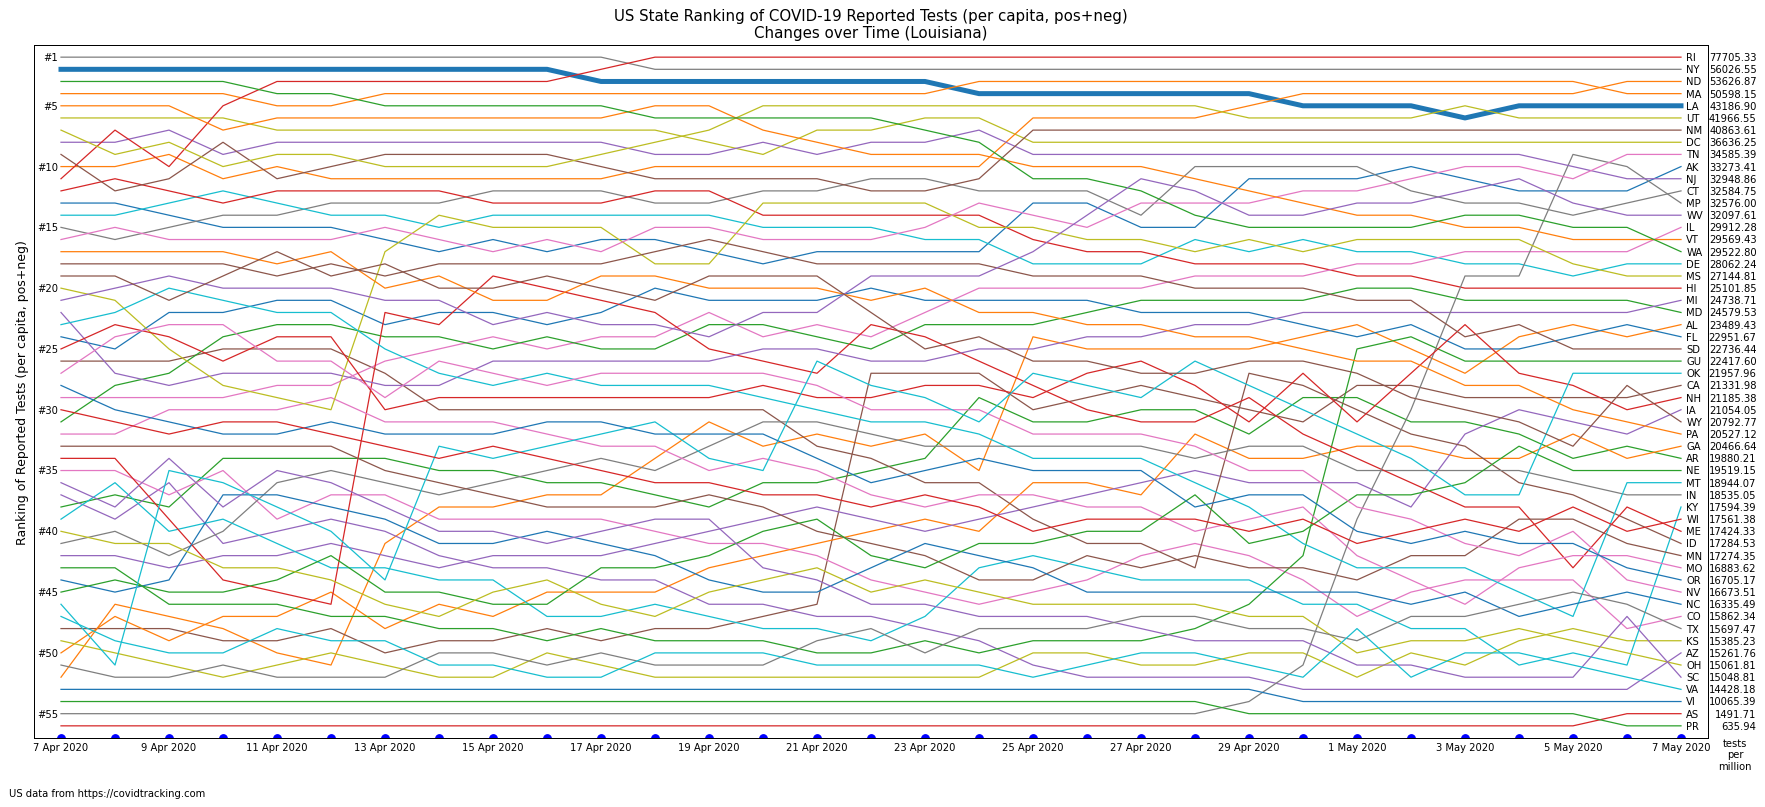 US State Ranking of COVID-19 Reported Tests (per capita, pos+neg)
Changes over Time (Louisiana)
Ranking of Reported Tests (per capita, pos+neg)
#1
#5
#10
#15
#20
#25
#30
#35
#40
#45
#50
#55
RI 77705.33
NY 56026.55
ND 53626.87
MA 50598.15
LA 43186.90
UT 41966.55
NM 40863.61
DC 36636.25
TN 34585.39
AK 33273.41
NJ 32948.86
CT 32584.75
MP 32576.00
WV 32097.61
IL 29912.28
VT 29569.43
WA 29522.80
DE 28062.24
MS 27144.81
HI 25101.85
MI 24738.71
MD 24579.53
AL 23489.43
FL 22951.67
SD 22736.44
GU 22417.60
OK 21957.96
CA 21331.98
NH 21185.38
IA 21054.05
WY 20792.77
PA 20527.12
GA 20466.64
AR 19880.21
NE 19519.15
MT 18944.07
IN 18535.05
KY 17594.39
WI 17561.38
ME 17424.33
ID 17284.53
MN 17274.35
MO 16883.62
OR 16705.17
NV 16673.51
NC 16335.49
CO 15862.34
TX 15697.47
KS 15385.23
AZ 15261.76
OH 15061.81
SC 15048.81
VA 14428.18
VI 10065.39
AS 1491.71
PR 635.94
7 Apr 2020 9 Apr 2020 11 Apr 2020 13 Apr 2020 15 Apr 2020 17 Apr 2020 19 Apr 2020 21 Apr 2020 23 Apr 2020 25 Apr 2020 27 Apr 2020 29 Apr 2020 1 May 2020 3 May 2020 5 May 2020 7 May 2020
tests
per
million
US data from https://covidtracking.com